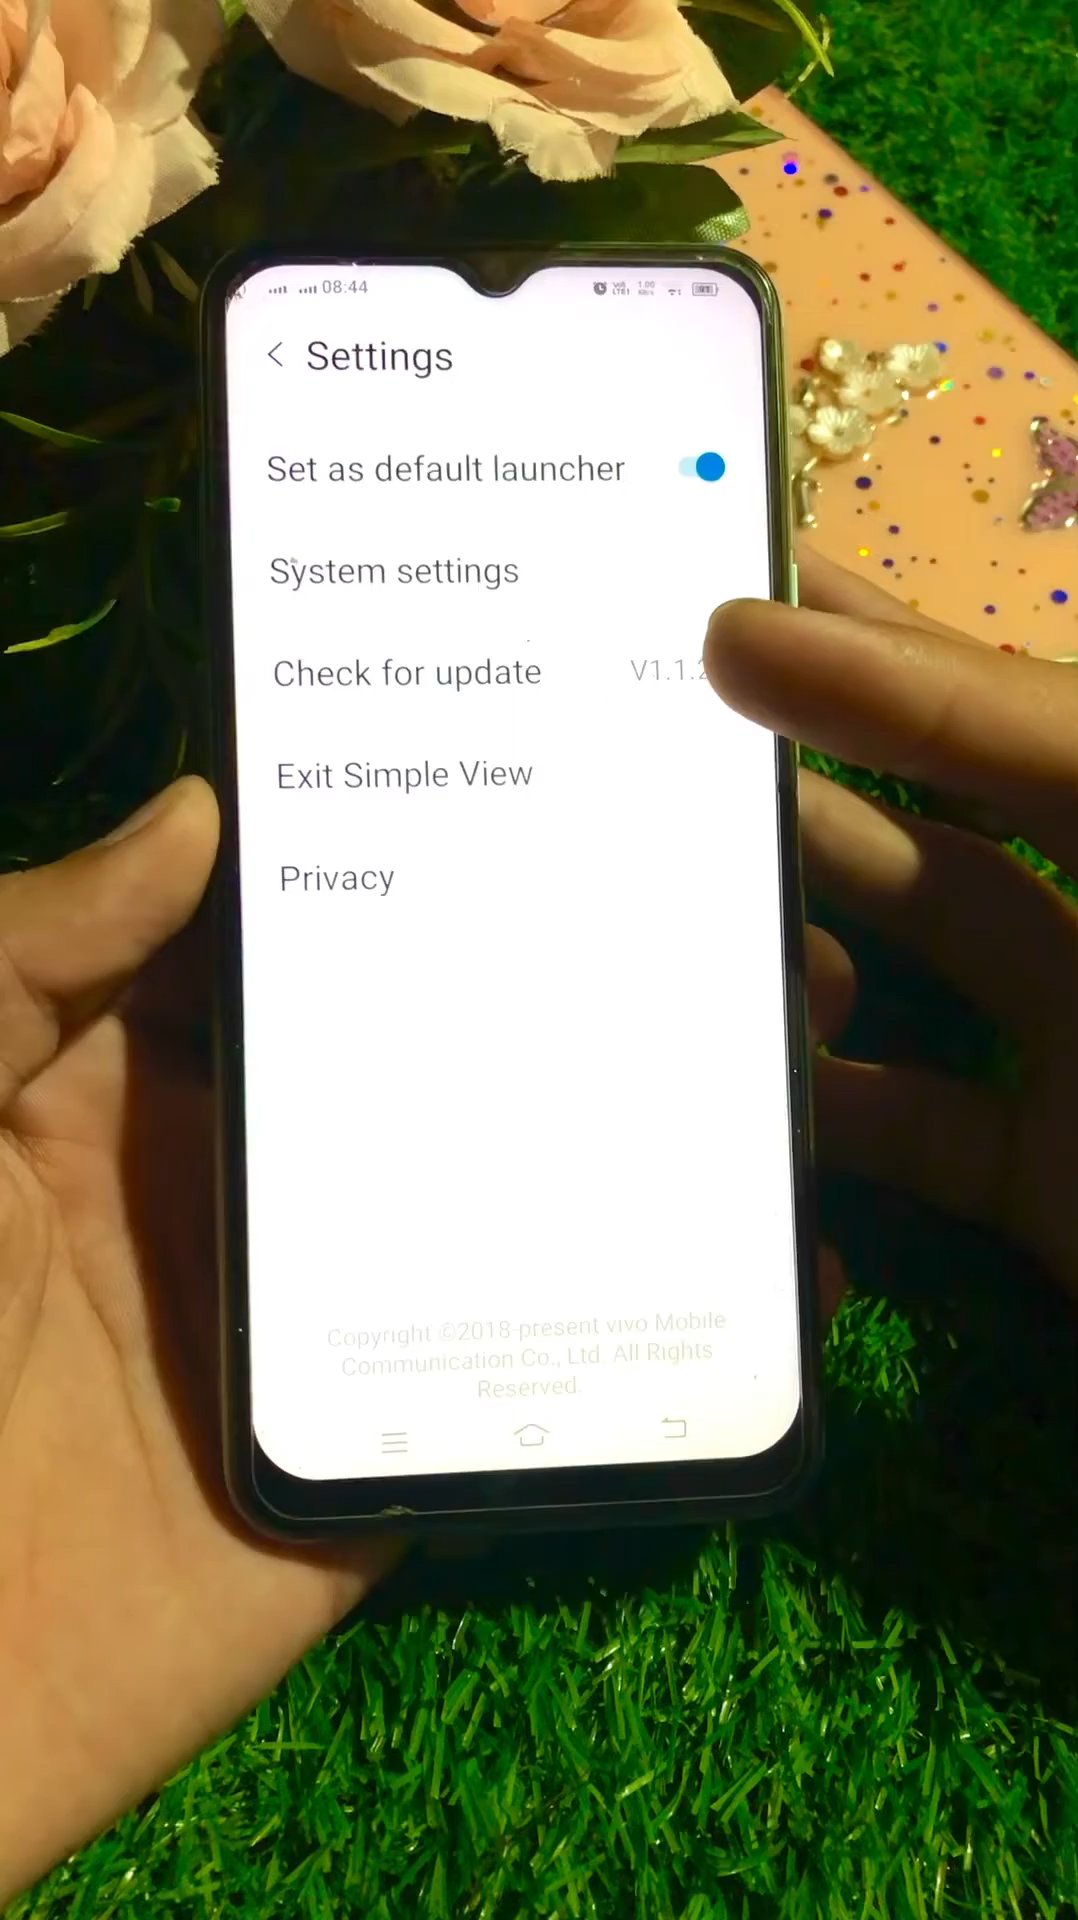 08:44
Settings
Set as default launcher
System settings
Check for update V1.1.2
Exit Simple View
Privacy
Copyright ©2018-present vivo Mobile
Communication Co., Ltd. All Rights
Reserved.